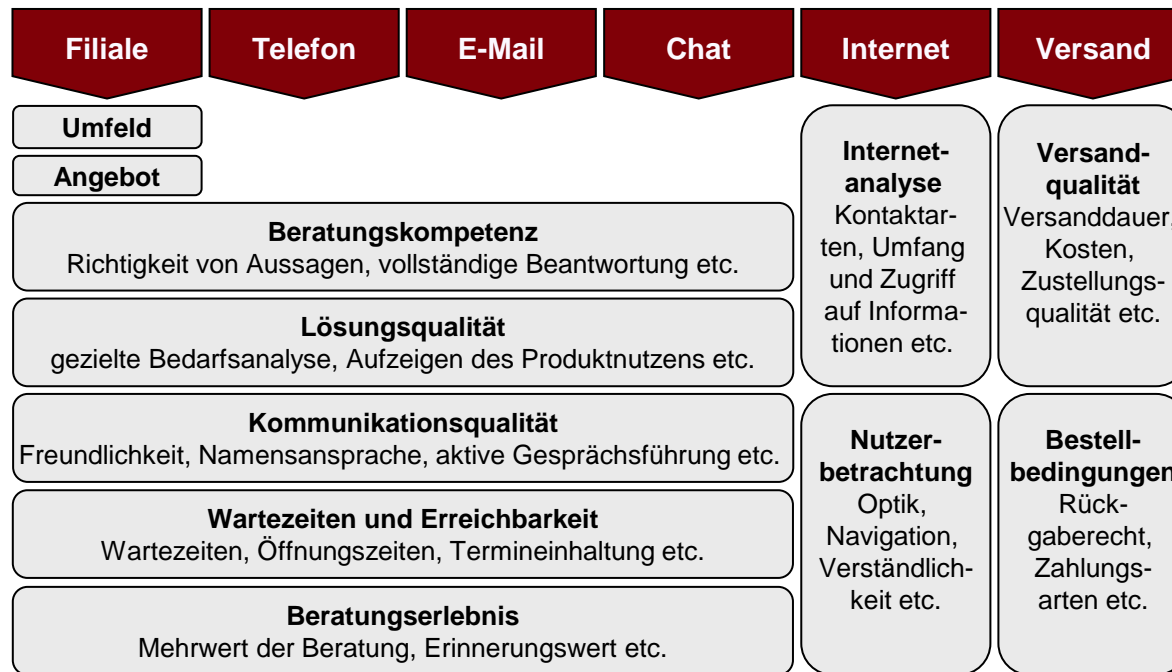 Filiale
Telefon
E-Mail
Chat
Internet
Versand
Umfeld
Angebot
Beratungskompetenz
Richtigkeit von Aussagen, vollständige Beantwortung etc.
Lösungsqualität
gezielte Bedarfsanalyse, Aufzeigen des Produktnutzens etc.
Kommunikationsqualität
Freundlichkeit, Namensansprache, aktive Gesprächsführung etc.
Wartezeiten und Erreichbarkeit
Wartezeiten, Öffnungszeiten, Termineinhaltung etc.
Beratungserlebnis
Mehrwert der Beratung, Erinnerungswert etc.
Internet-
analyse
Kontaktar-
ten, Umfang
und Zugriff
auf Informa-
tionen etc.
Nutzer-
betrachtung
Optik,
Navigation,
Verständlich-
keit etc.
Versand-
qualität
Versanddauer,
Kosten,
Zustellungs-
qualität etc.
Bestell-
bedingungen
Rück-
gaberecht,
Zahlungs-
arten etc.